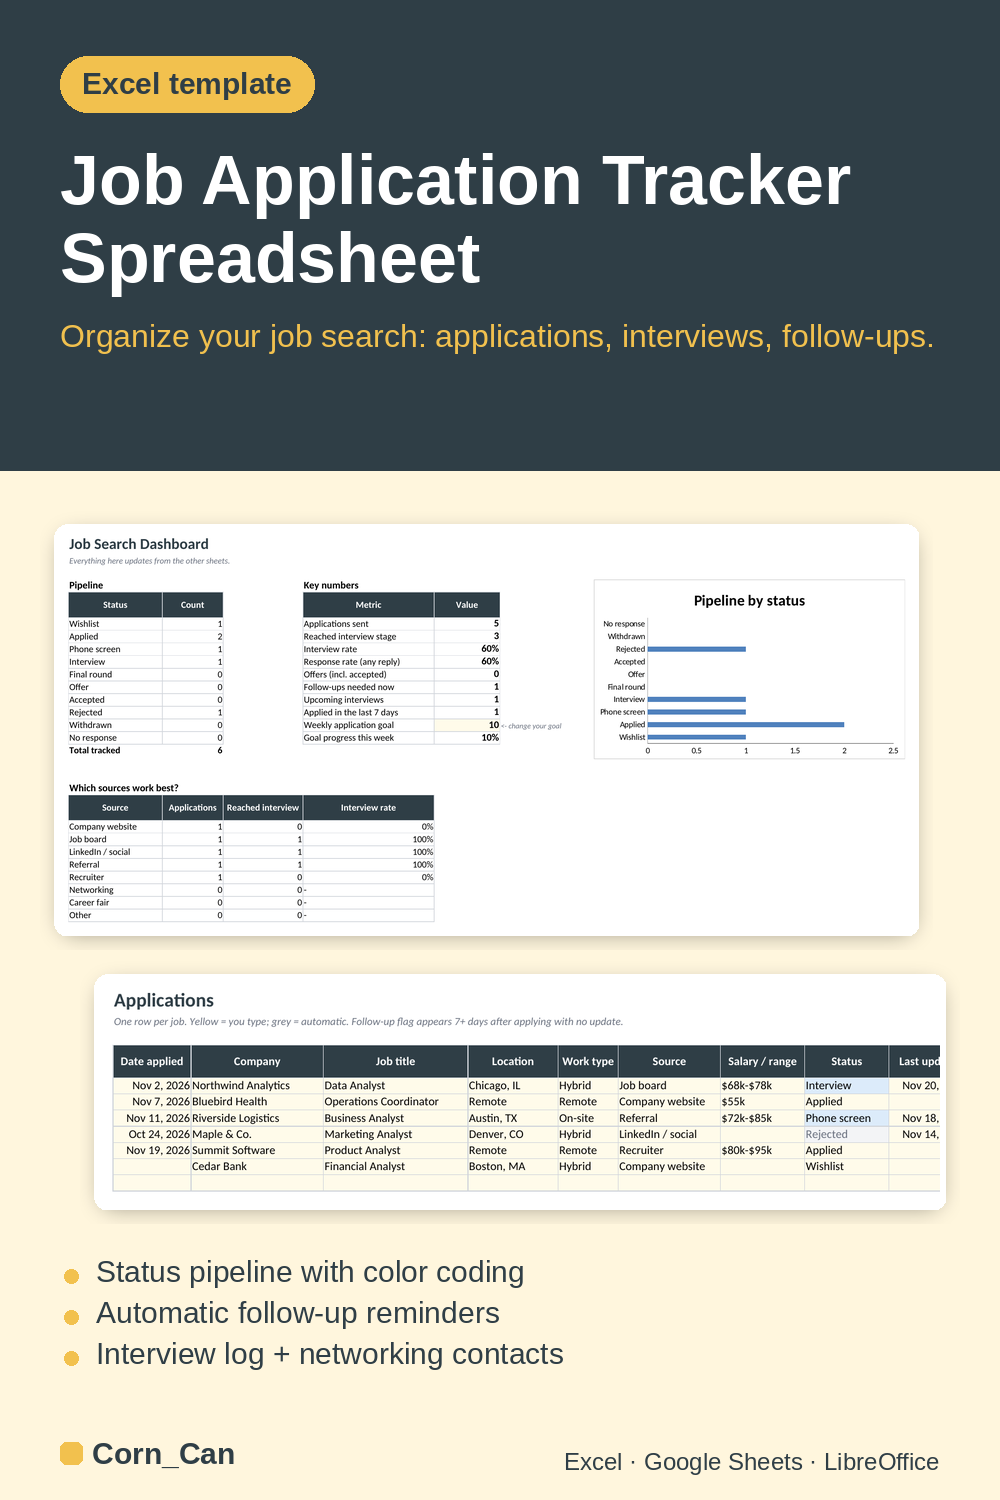 Excel template
Job Application Tracker
Spreadsheet
Organize your job search: applications, interviews, follow-ups.
Job Search Dashboard
Everything here updates from the other sheets.
Pipeline
Status Count
Wishlist 1
Applied 2
Phone screen 1
Interview 1
Final round 0
Offer 0
Accepted 0
Rejected 1
Withdrawn 0
No response 0
Total tracked 6
Key numbers
Metric Value
Applications sent 5
Reached interview stage 3
Interview rate 60%
Response rate (any reply) 60%
Offers (incl. accepted) 0
Follow-ups needed now 1
Upcoming interviews 1
Applied in the last 7 days 1
Weekly application goal 10 <- change your goal
Goal progress this week 10%
Pipeline by status
No response
Withdrawn
Rejected
Accepted
Offer
Final round
Interview
Phone screen
Applied
Wishlist
0 0.5 1 1.5 2 2.5
Which sources work best?
Source Applications Reached interview Interview rate
Company website 1 0 0%
Job board 1 1 100%
LinkedIn / social 1 1 100%
Referral 1 1 100%
Recruiter 1 0 0%
Networking 0 0 -
Career fair 0 0 -
Other 0 0 -
Applications
One row per job. Yellow = you type; grey = automatic. Follow-up flag appears 7+ days after applying with no update.
Date applied Company Job title Location Work type Source Salary / range Status Last upd
Nov 2, 2026 Northwind Analytics Data Analyst Chicago, IL Hybrid Job board $68k-$78k Interview Nov 20,
Nov 7, 2026 Bluebird Health Operations Coordinator Remote Remote Company website $55k Applied
Nov 11, 2026 Riverside Logistics Business Analyst Austin, TX On-site Referral $72k-$85k Phone screen Nov 18,
Oct 24, 2026 Maple & Co. Marketing Analyst Denver, CO Hybrid LinkedIn / social Rejected Nov 14,
Nov 19, 2026 Summit Software Product Analyst Remote Remote Recruiter $80k-$95k Applied
Cedar Bank Financial Analyst Boston, MA Hybrid Company website Wishlist
Status pipeline with color coding
Automatic follow-up reminders
Interview log + networking contacts
Corn_Can
Excel · Google Sheets · LibreOffice